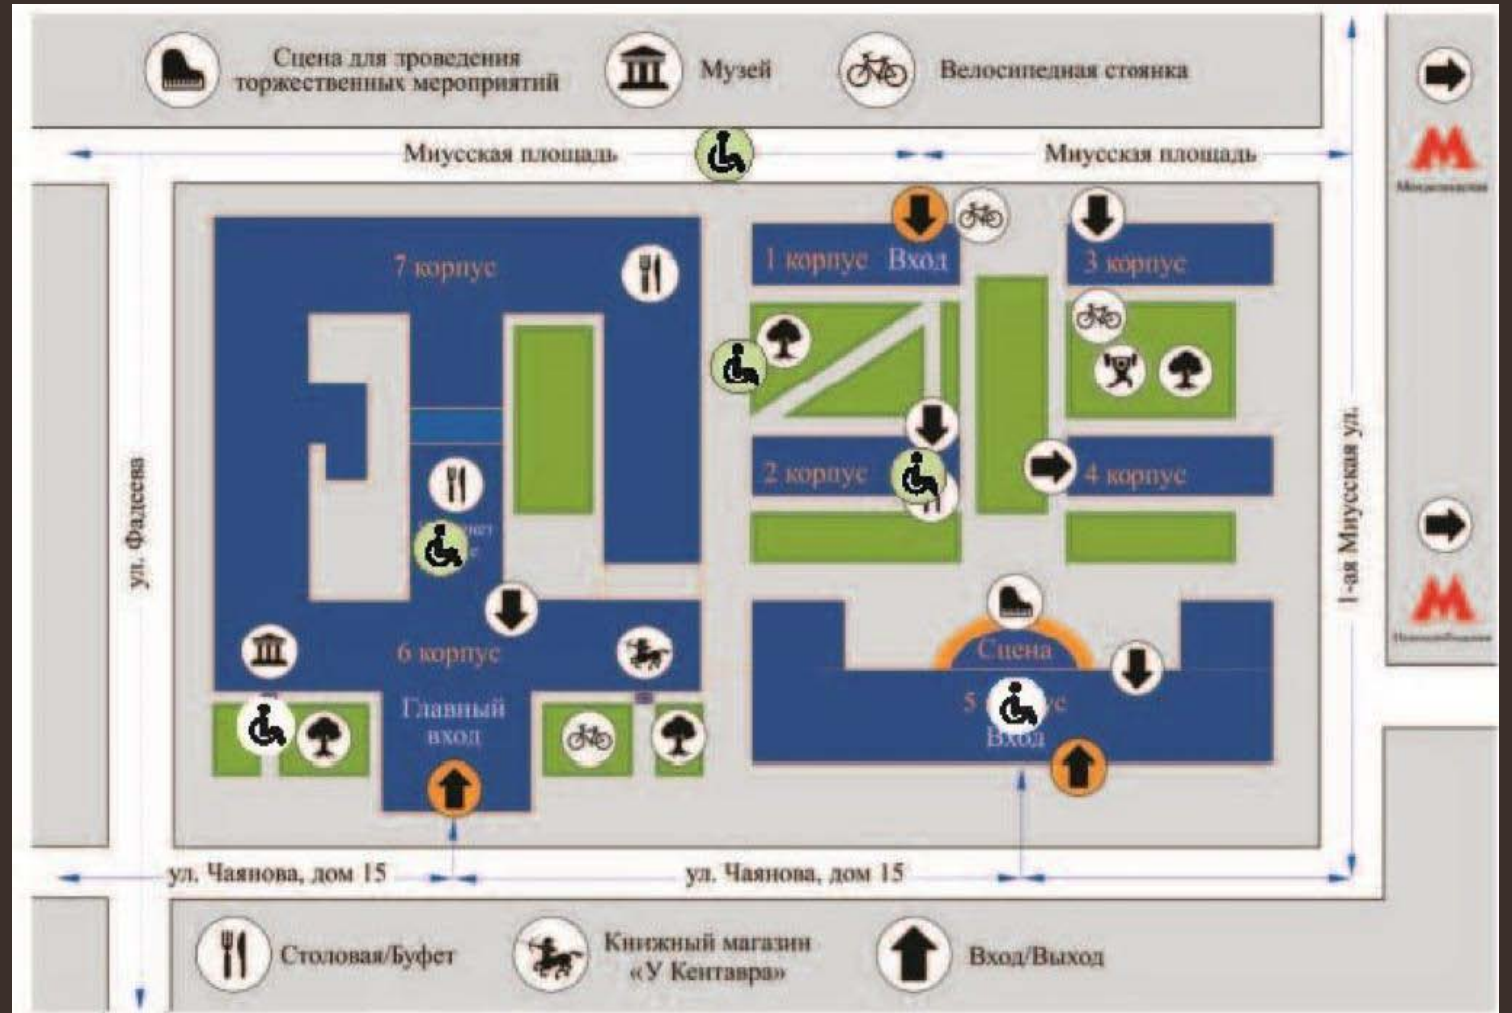 Сцена для зроведения
торжественных мероприятий
Музей
Велосипедная стоянка
Миусская площадь
Миусская площадь
7 корпус
1 корпус
Вход
3 корпус
2 корпус
4 корпус
ул. Фадеева
1-ая Миусская ул.
6 корпус
Главный
вход
Сцена
5
Вход
ул. Чаянова, дом 15
ул. Чаянова, дом 15
Столовая/Буфет
Книжный магазин
«У Кентавра»
Вход/Выход